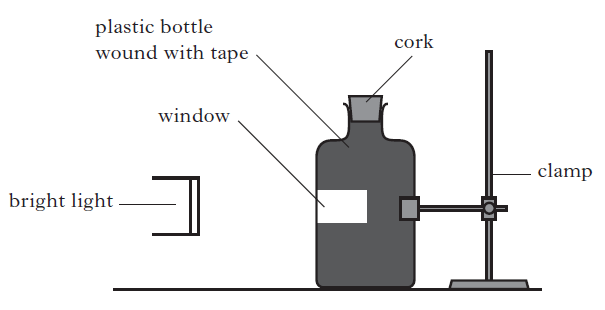 plastic bottle
wound with tape
cork
window
clamp
bright light